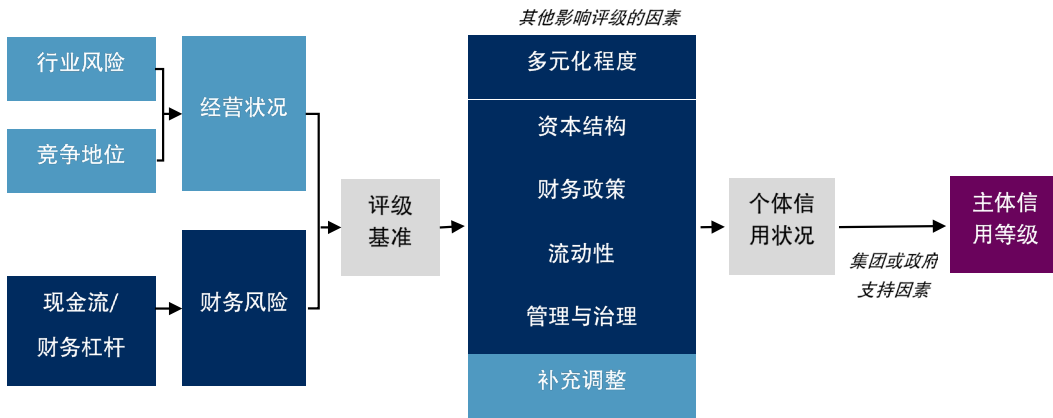 其他影响评级的因素
行业风险
竞争地位
经营状况
现金流/
财务杠杆
财务风险
评级
基准
多元化程度
资本结构
财务政策
流动性
管理与治理
补充调整
个体信
用状况
集团或政府
支持因素
主体信
用等级